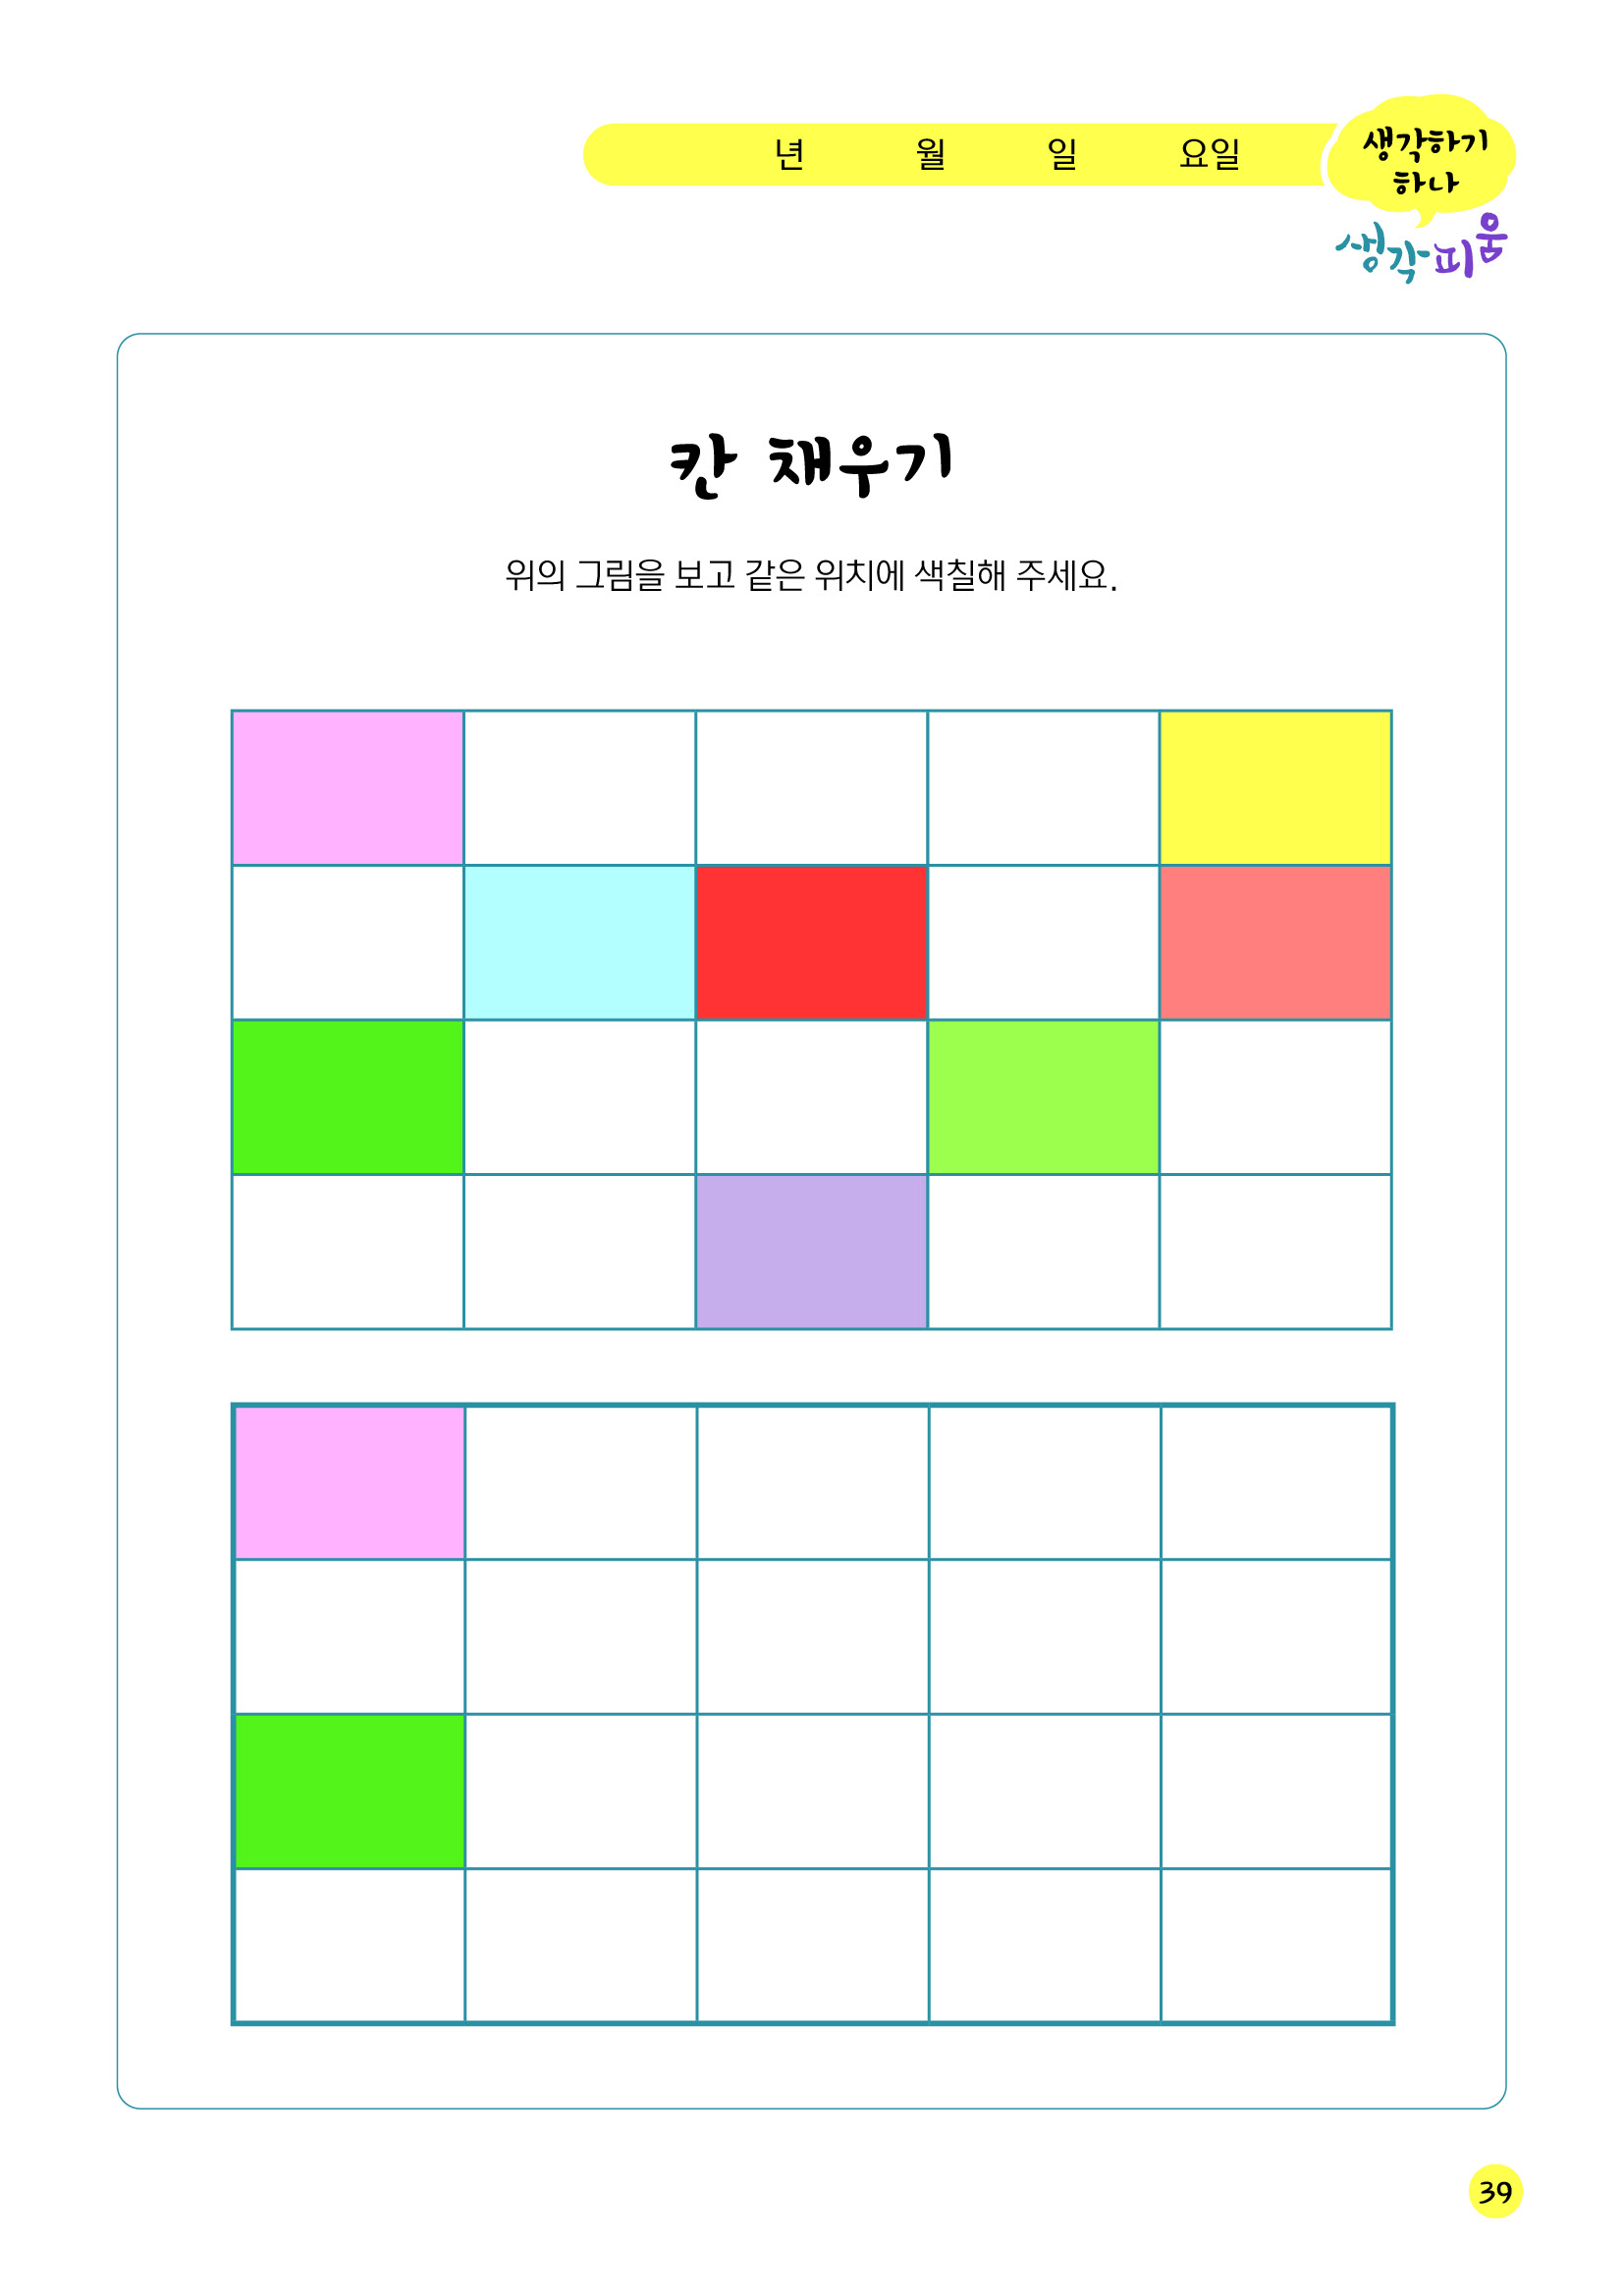 년 월 일 요일
생각하기
하나
생각피움
칸 채우기
위의 그림을 보고 같은 위치에 색칠해 주세요.
39